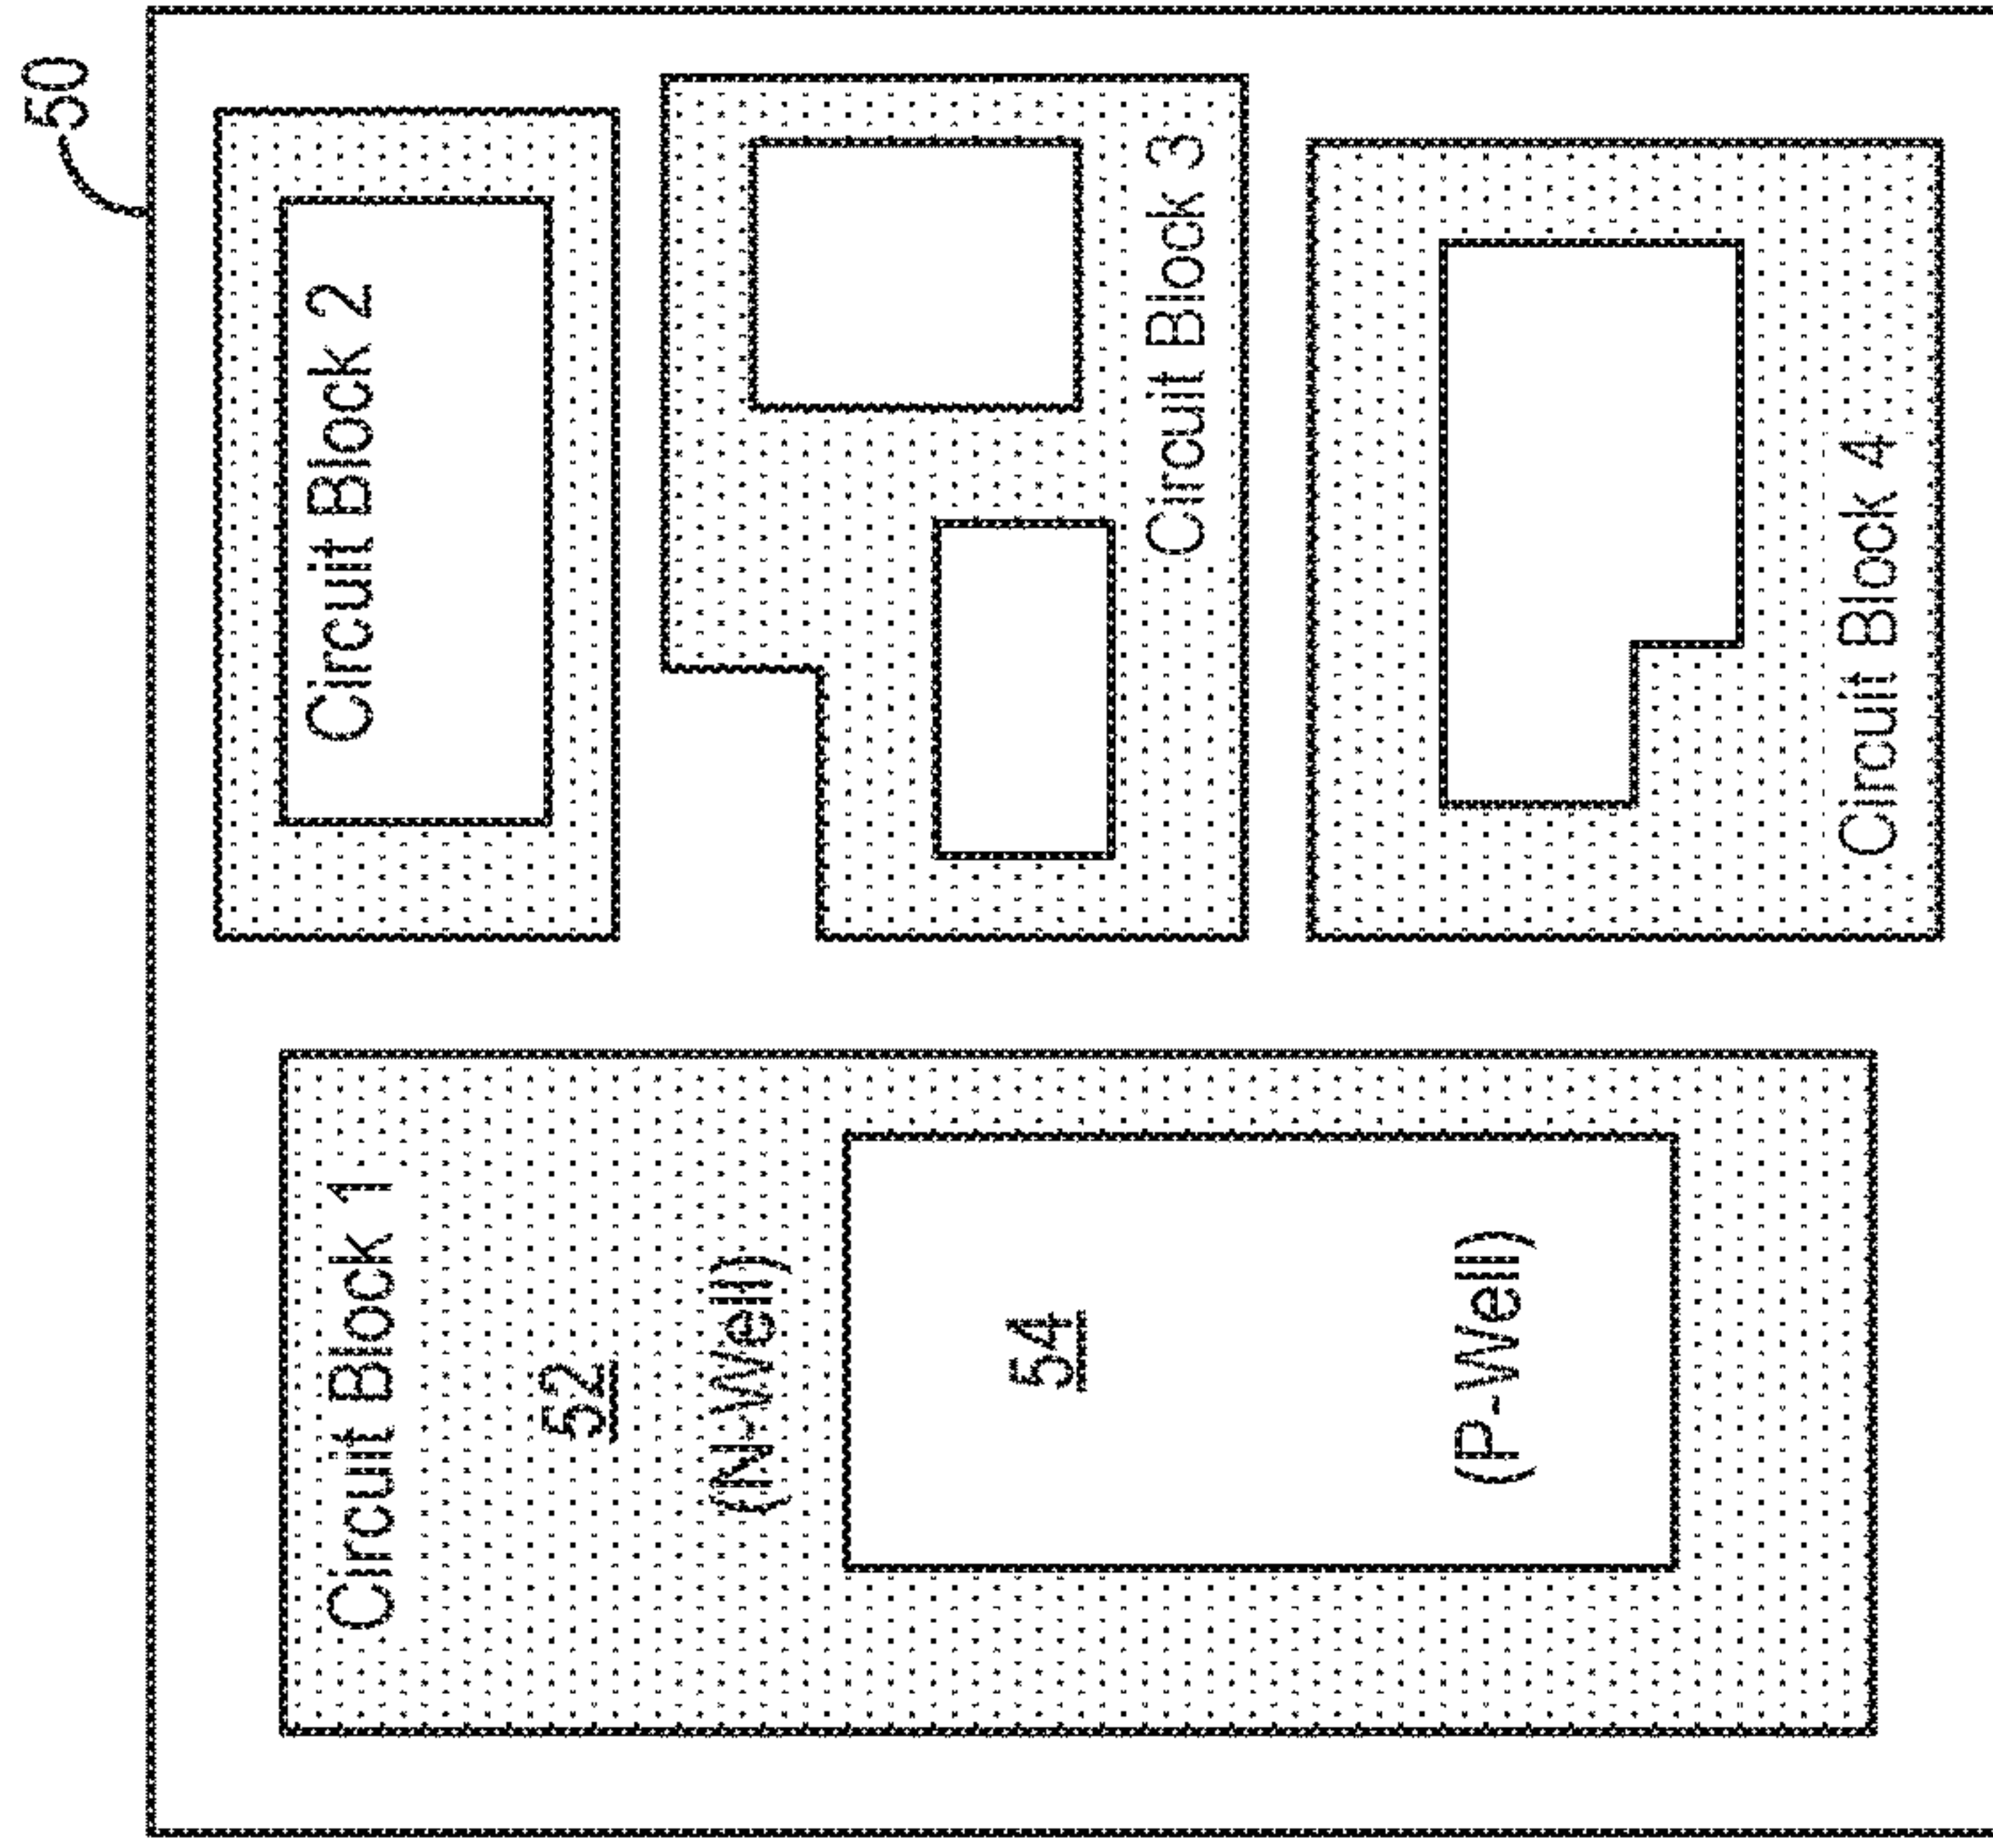 50
Circuit Block 1
52
(N-Well)
54
(P-Well)
Circuit Block 2
Circuit Block 3
Circuit Block 4